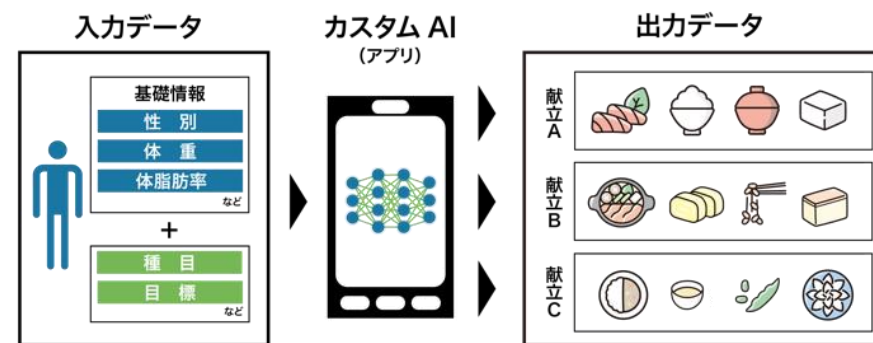 入力データ
カスタム AI
（アプリ）
出力データ
基礎情報
性 別
体 重
体脂肪率
など
+
種 目
目 標
など
献立A
献立B
献立C